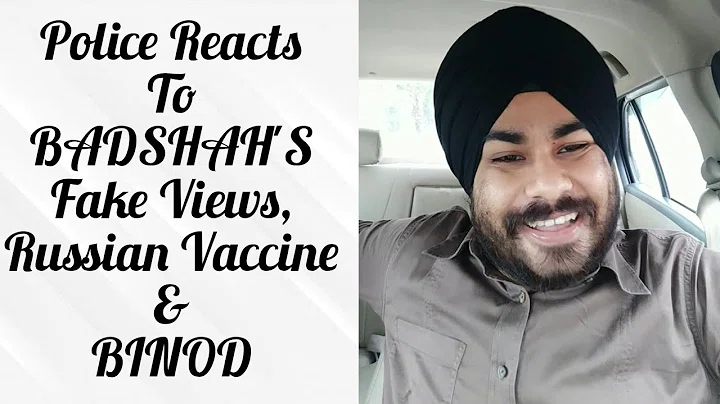 Police Reacts
To
BADSHAH'S
Fake Views,
Russian Vaccine
&
BINOD